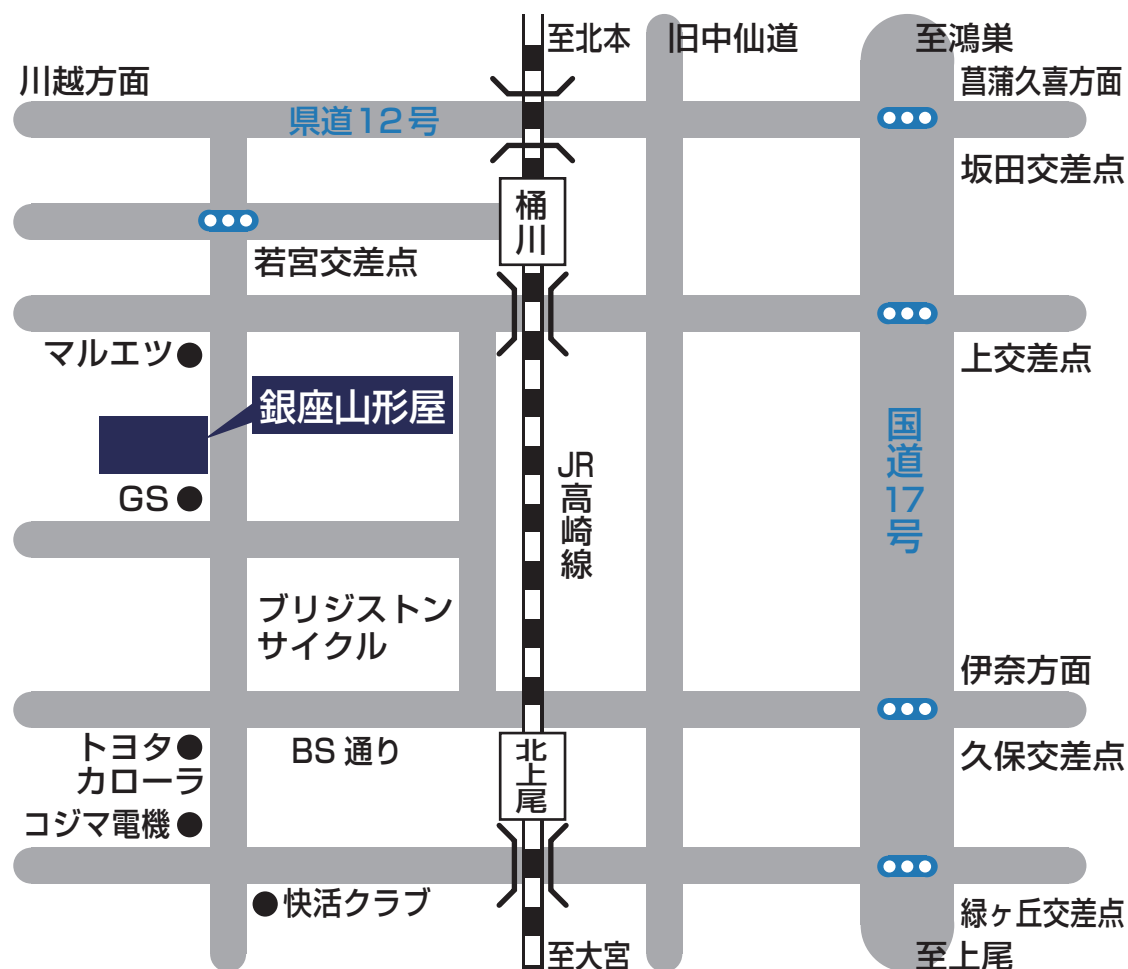 至北本
旧中仙道
至鴻巣
川越方面
菖蒲久喜方面
県道12号
坂田交差点
桶川
若宮交差点
マルエツ
上交差点
銀座山形屋
国道17号
JR高崎線
GS
ブリジストン
サイクル
伊奈方面
トヨタ
カローラ
BS 通り
北上尾
久保交差点
コジマ電機
快活クラブ
緑ヶ丘交差点
至大宮
至上尾